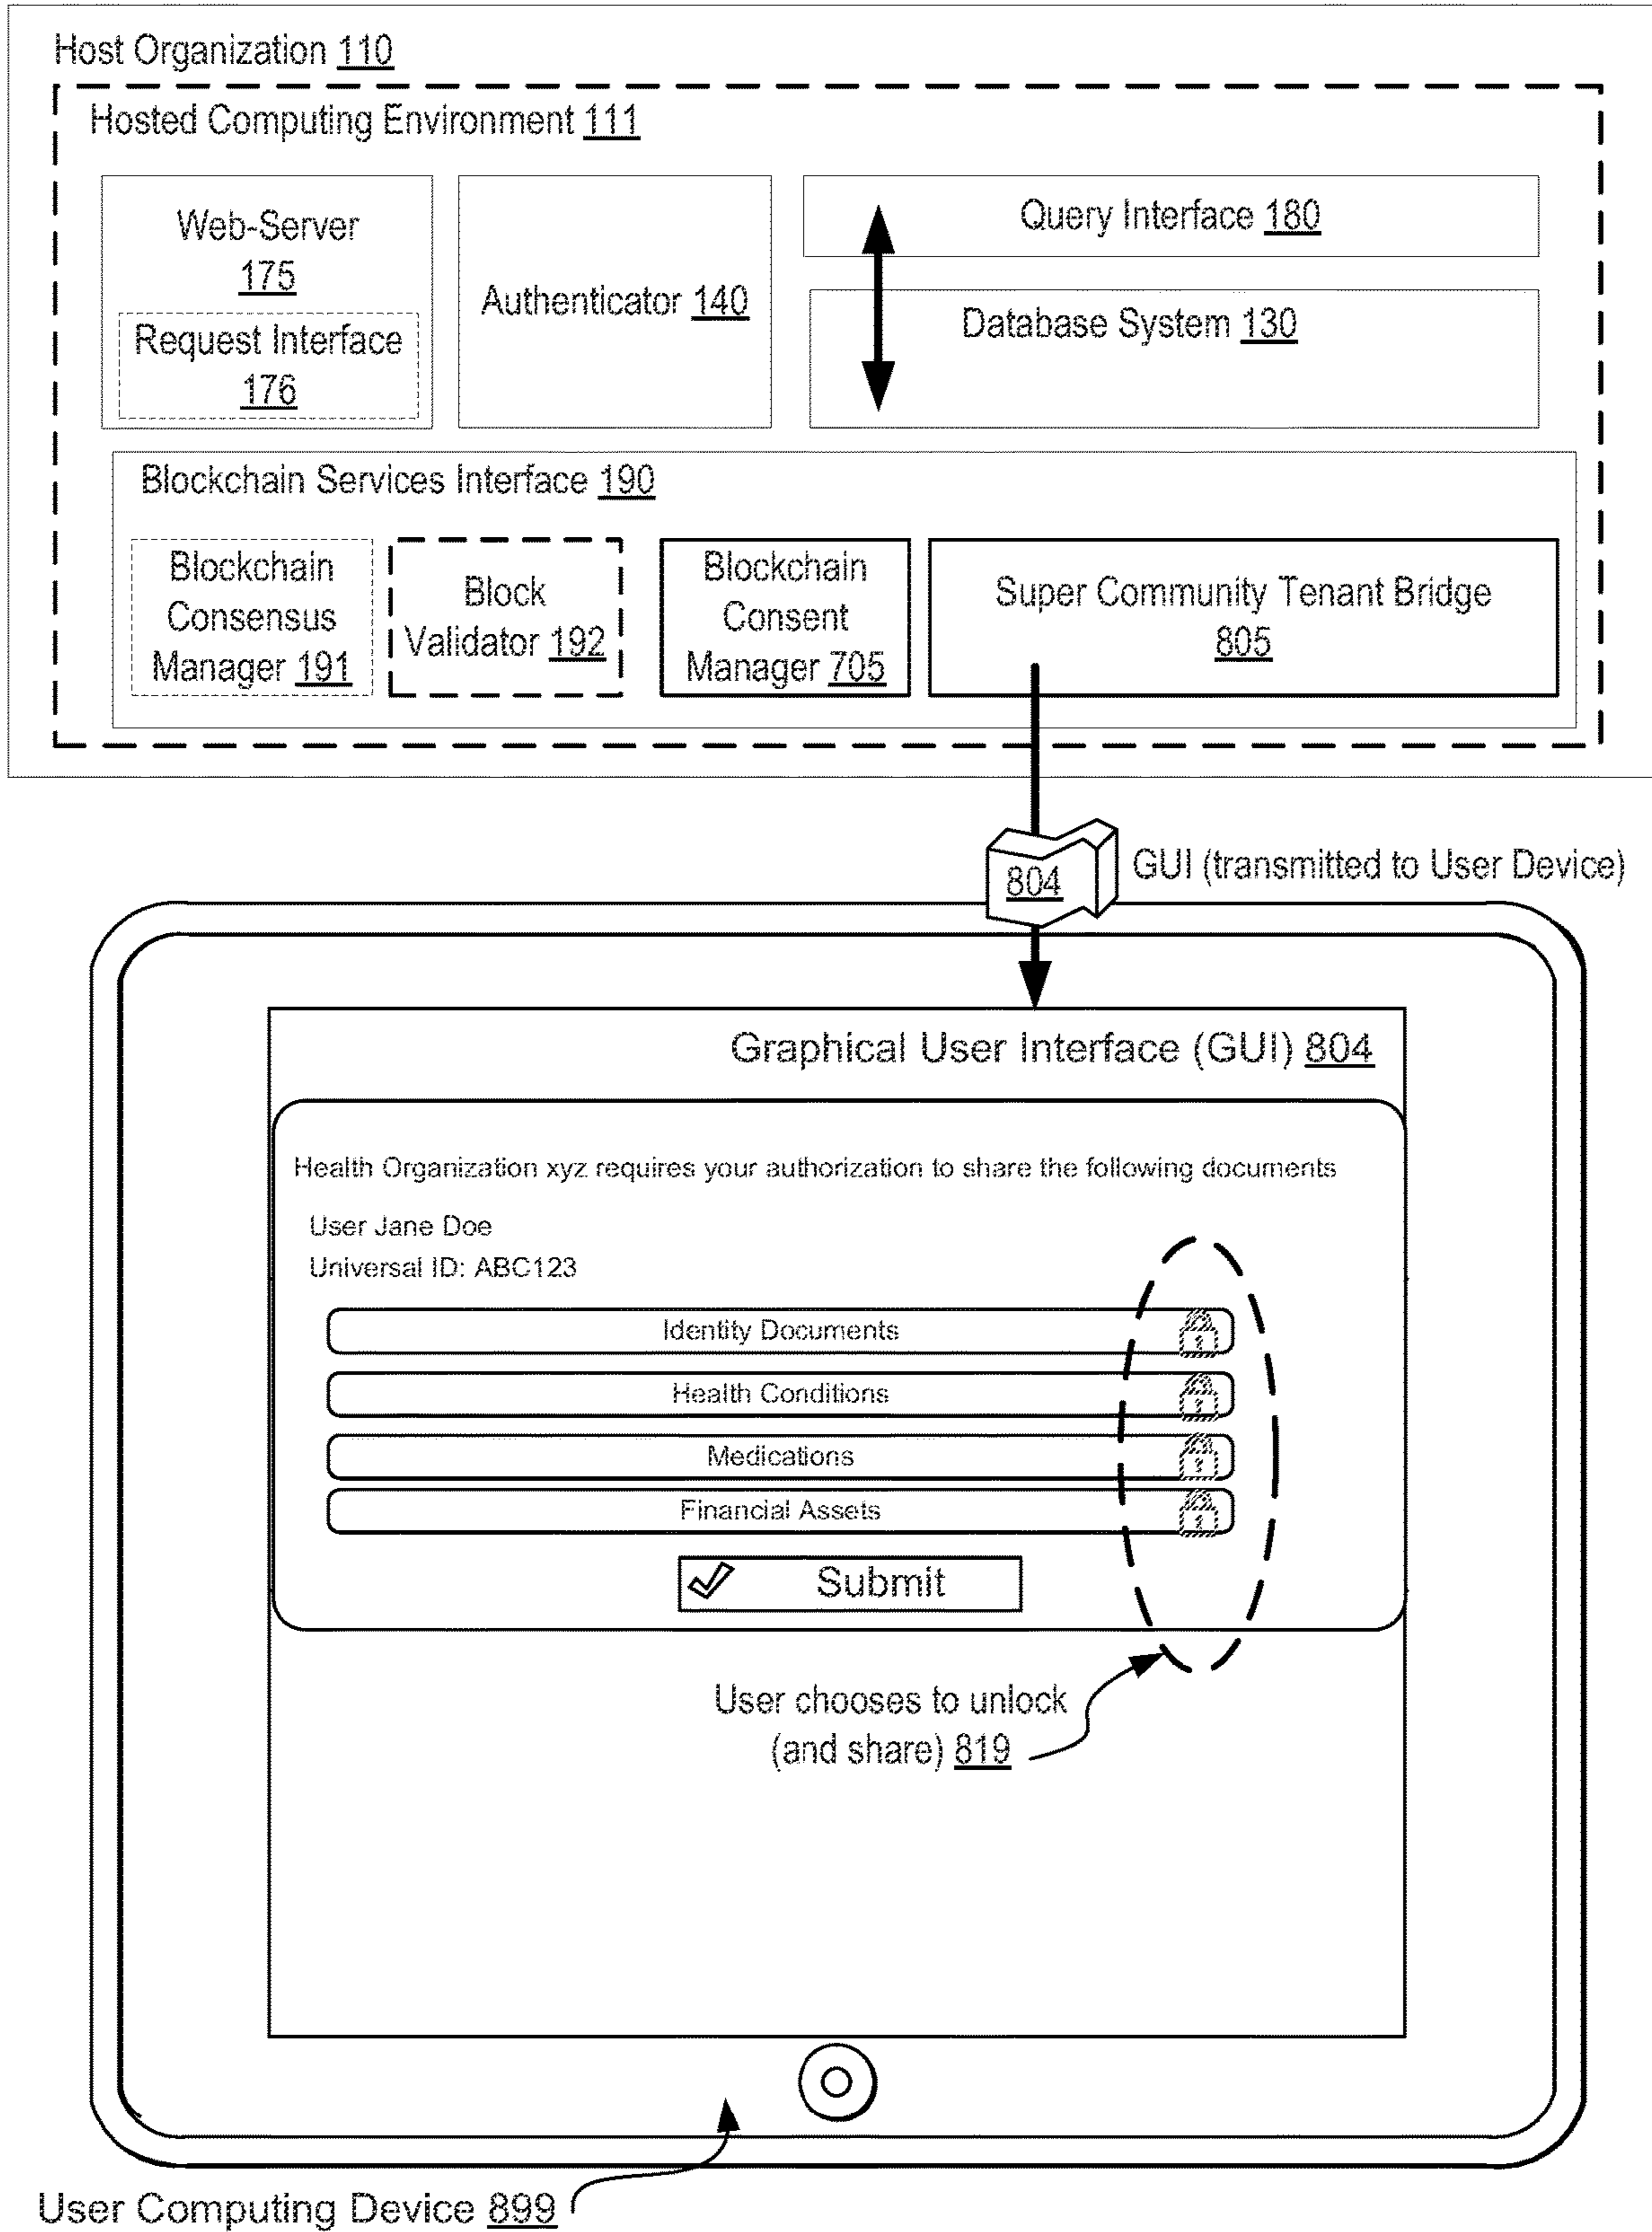 Host Organization 110
Hosted Computing Environment 111
Web-Server
175
Request Interface
176
Authenticator 140
Query Interface 180
Database System 130
Blockchain Services Interface 190
Blockchain
Consensus
Manager 191
Block
Validator 192
Blockchain
Consent
Manager 705
Super Community Tenant Bridge
805
804
GUI (transmitted to User Device)
Graphical User Interface (GUI) 804
Health Organization xyz requires your authorization to share the following documents
User Jane Doe
Universal ID: ABC123
Identity Documents
Health Conditions
Medications
Financial Assets
Submit
User chooses to unlock
(and share) 819
User Computing Device 899